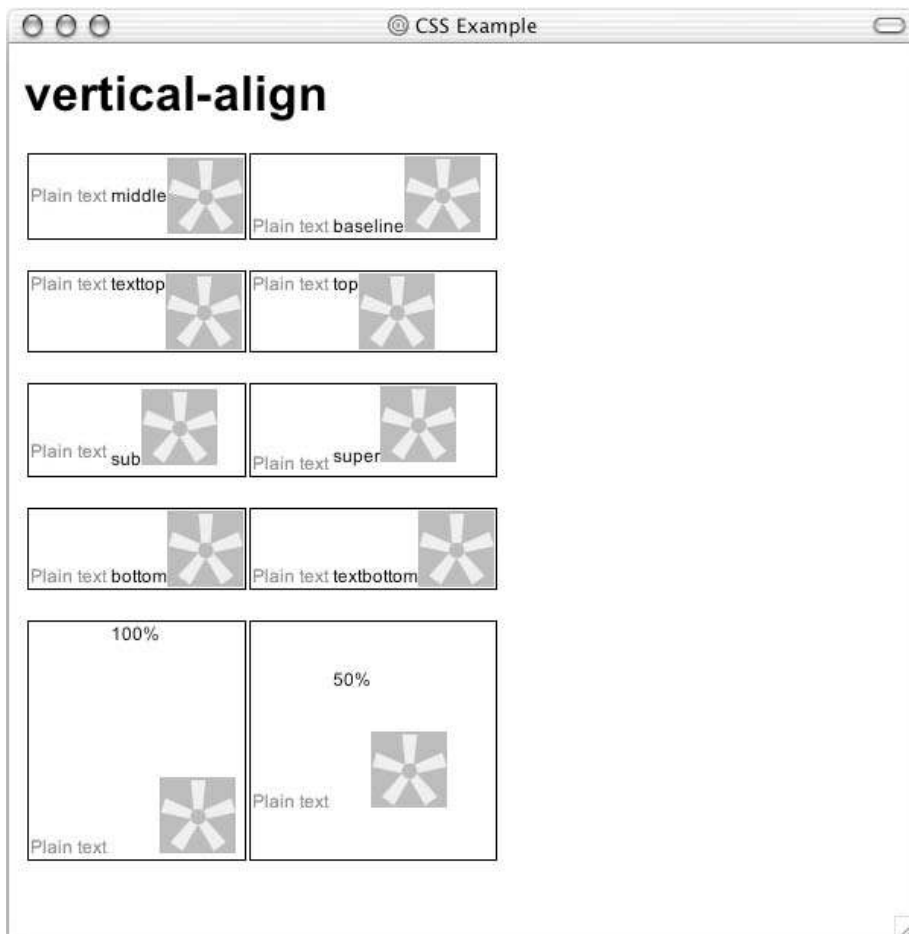 CSS Example
vertical-align
Plain text middle
Plain text baseline
Plain text texttop
Plain text top
Plain text sub
Plain text super
Plain text bottom
Plain text textbottom
100%
Plain text
50%
Plain text